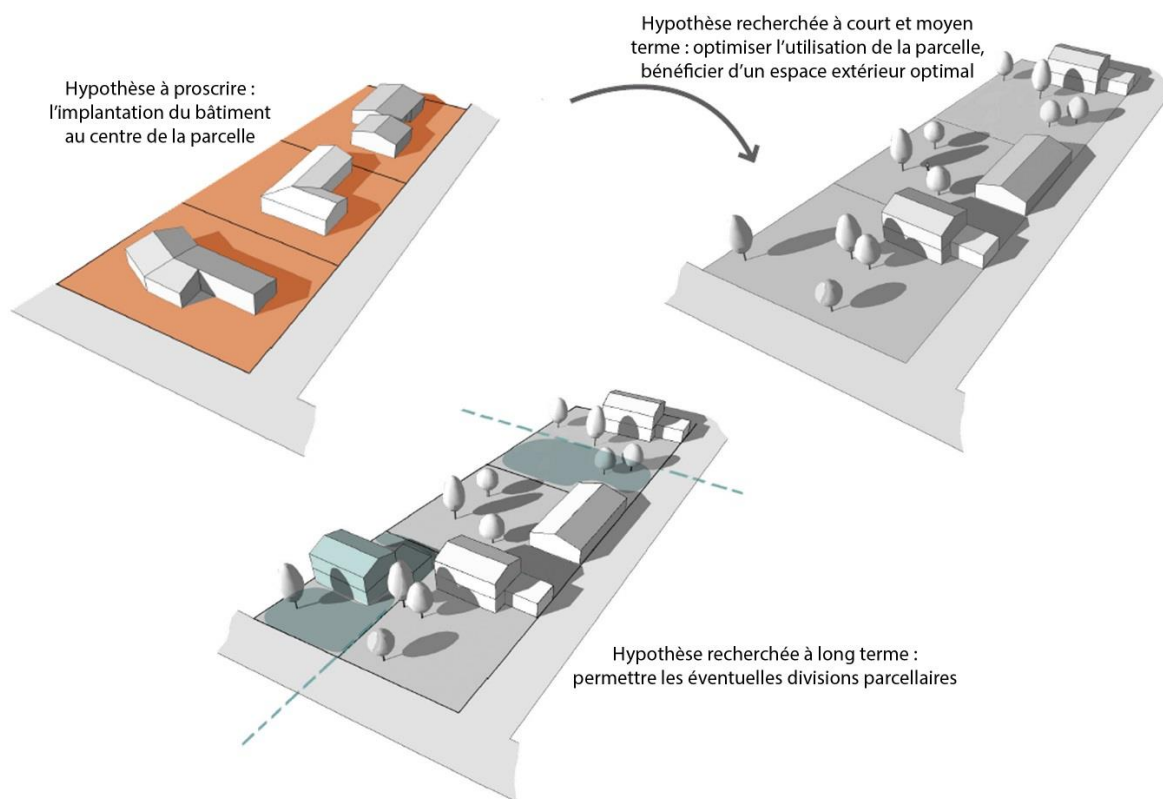 Hypothèse à proscrire :
l’implantation du bâtiment
au centre de la parcelle
Hypothèse recherchée à court et moyen
terme : optimiser l’utilisation de la parcelle,
bénéficier d’un espace extérieur optimal
Hypothèse recherchée à long terme :
permettre les éventuelles divisions parcellaires